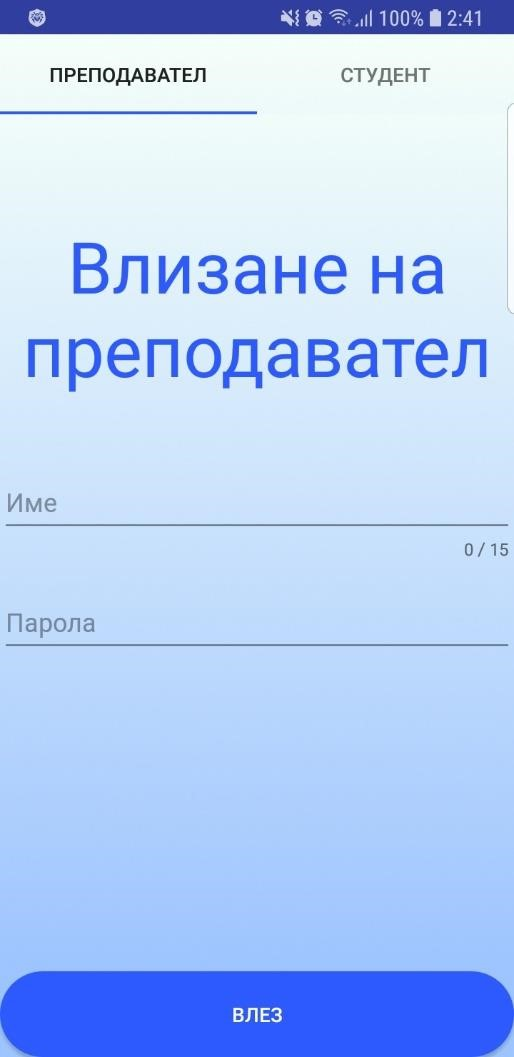 100% 2:41
ПРЕПОДАВАТЕЛ СТУДЕНТ
Влизане на
преподавател
Име
0 / 15
Парола
ВЛЕЗ